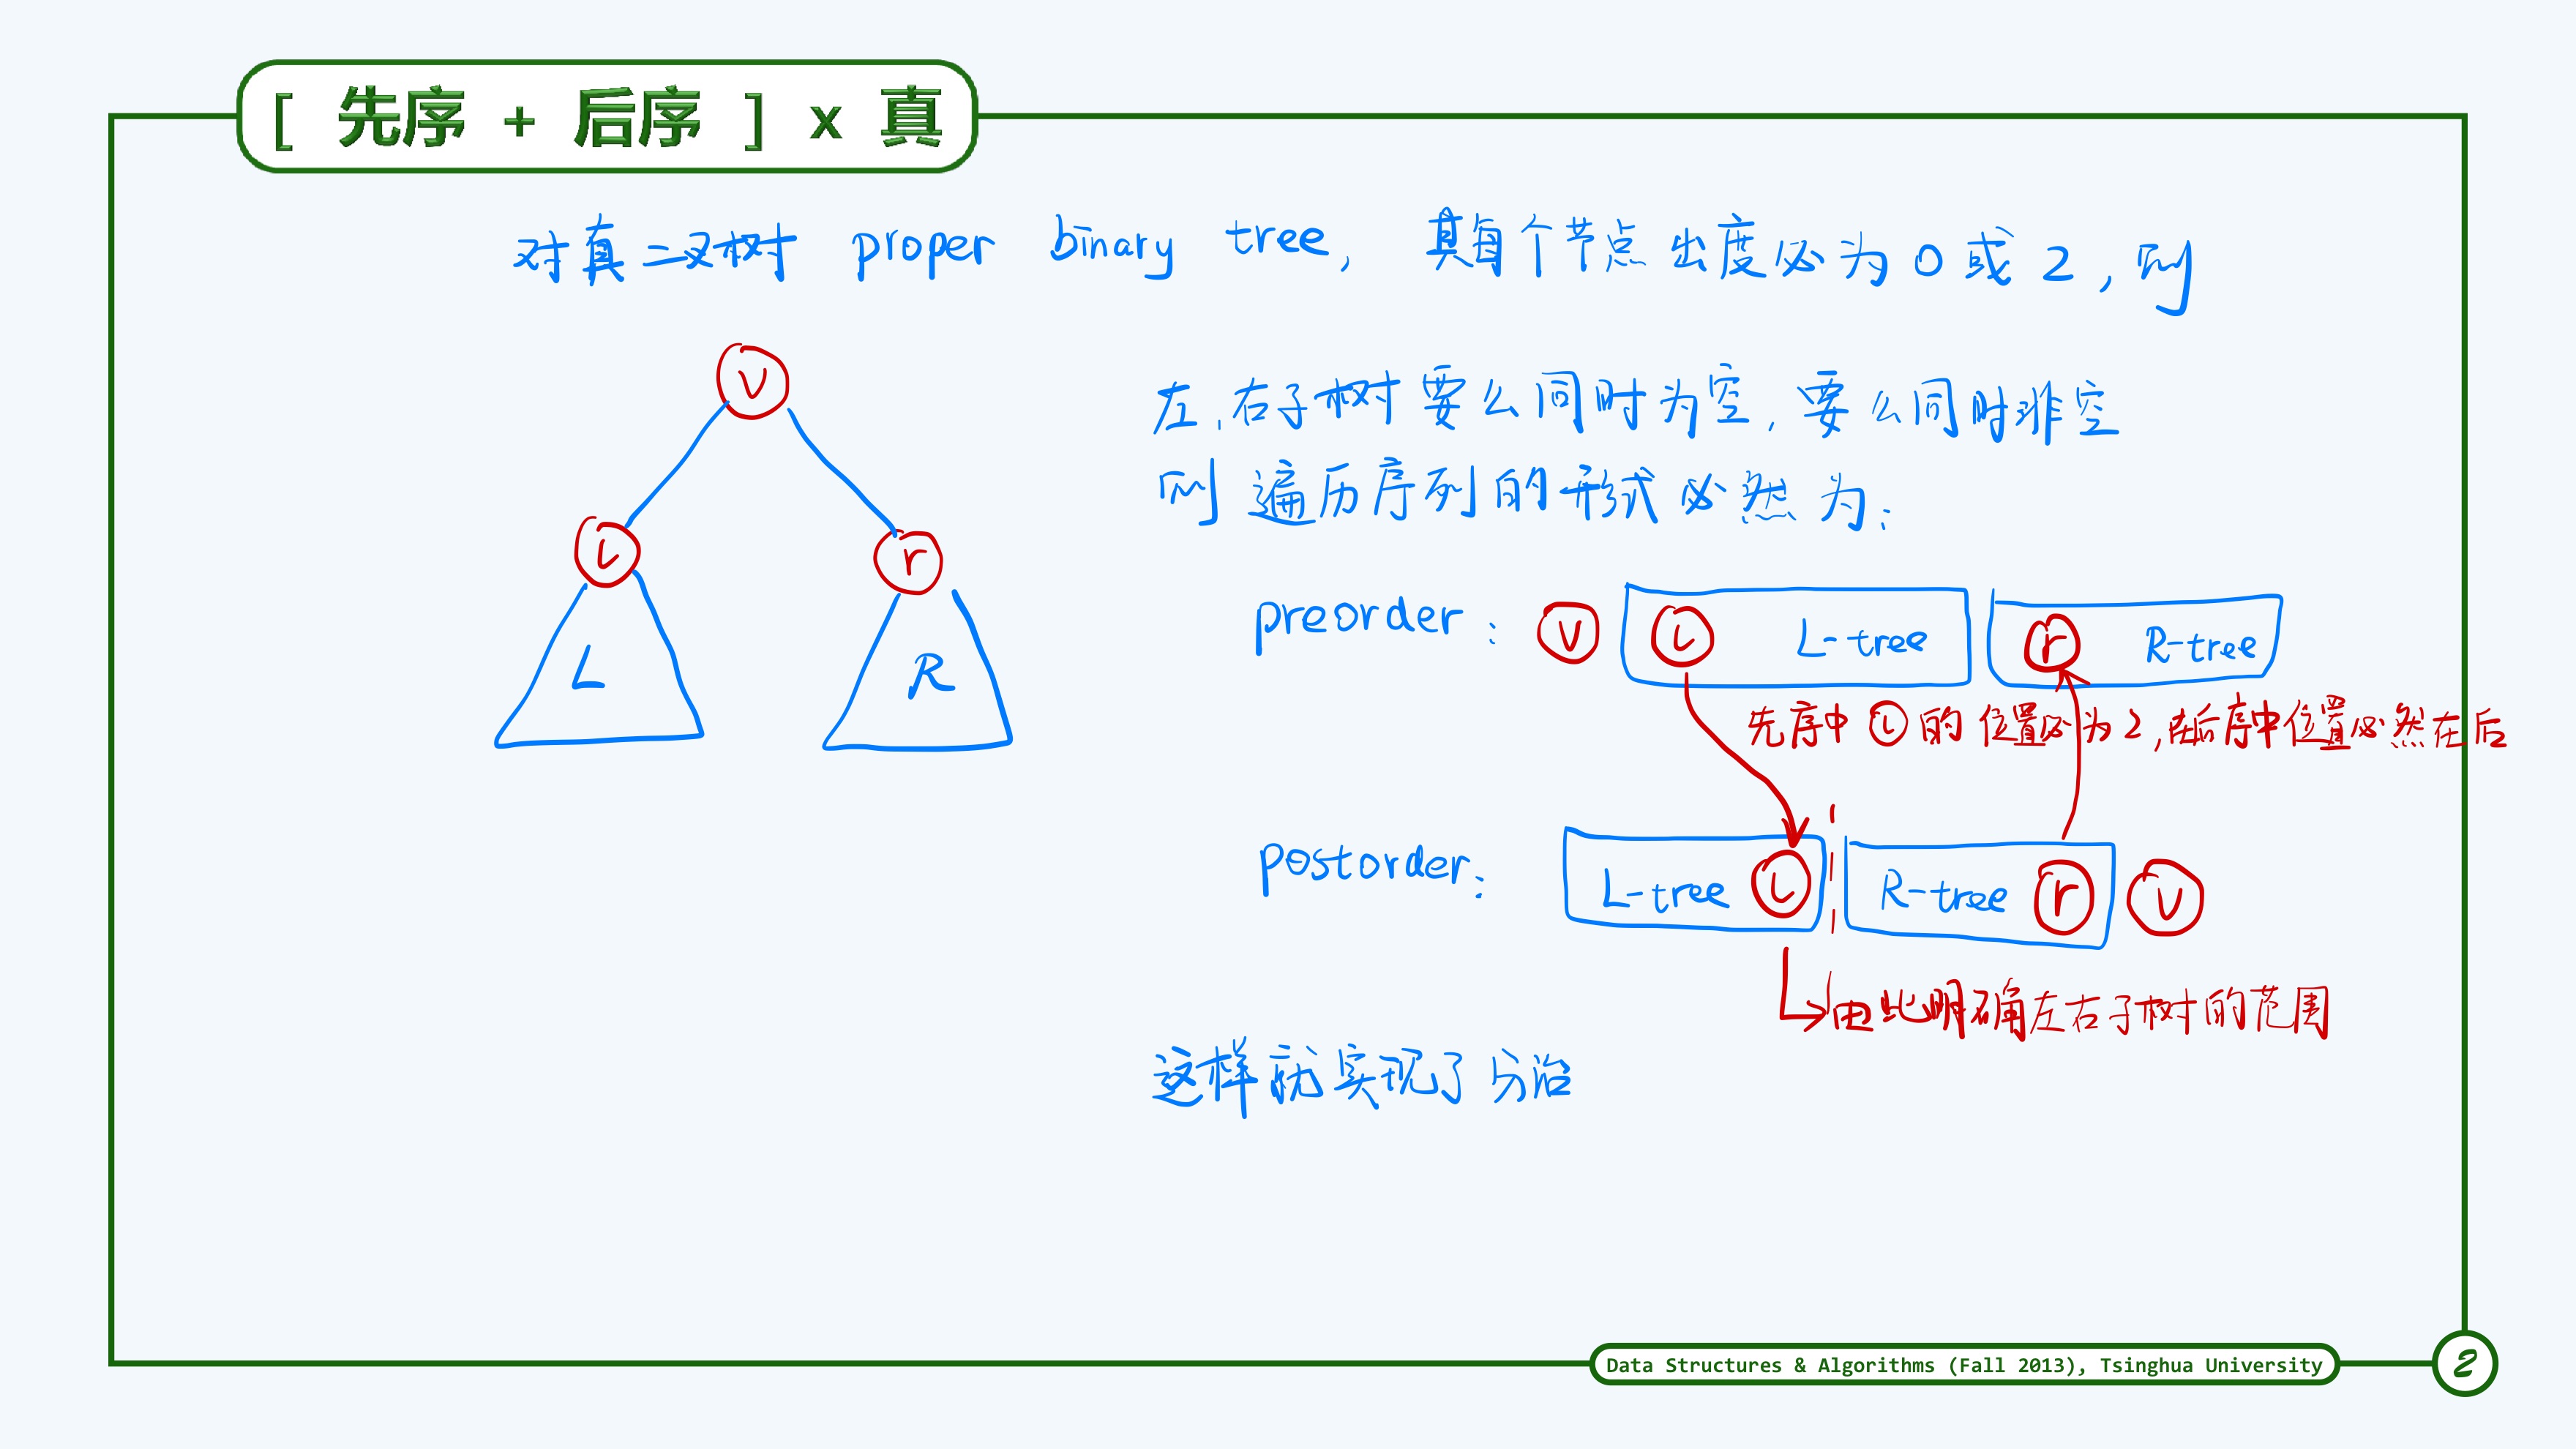 [ 先序 + 后序 ] x 真
对真二叉树 proper binary tree, 其每个节点出度必为0或2,则
左、右子树要么同时为空,要么同时非空
则遍历序列的形式必然为:
V
L
r
L
R
preorder: V L L-tree r R-tree
先序中 L 的位置必为2,在后序中位置必然在后
postorder: L-tree L R-tree r V
由此明确左右子树的范围
这样就实现了分治
Data Structures & Algorithms (Fall 2013), Tsinghua University
2